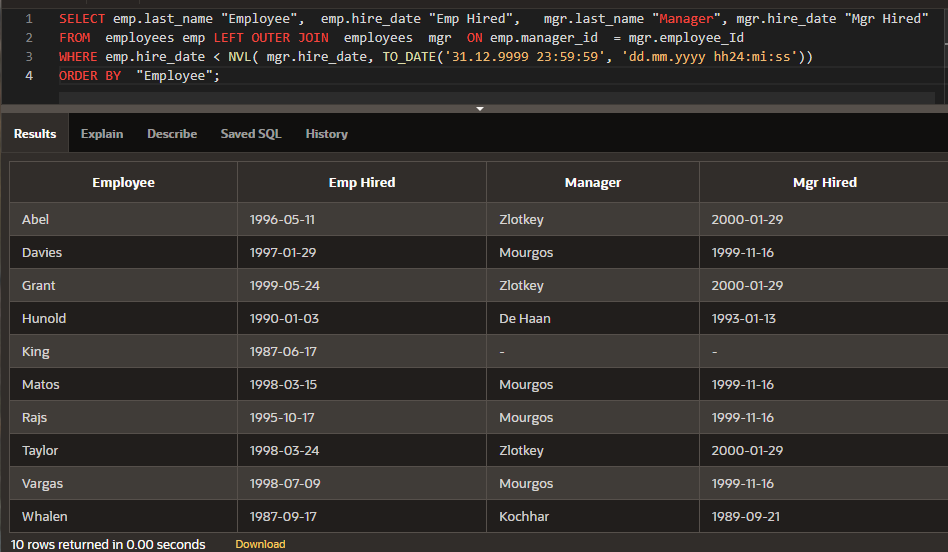 1 SELECT emp.last_name "Employee",  emp.hire_date "Emp Hired",   mgr.last_name "Manager", mgr.hire_date "Mgr Hired"
2 FROM  employees emp LEFT OUTER JOIN  employees  mgr  ON emp.manager_id  = mgr.employee_Id
3 WHERE emp.hire_date < NVL( mgr.hire_date, TO_DATE('31.12.9999 23:59:59', 'dd.mm.yyyy hh24:mi:ss'))
4 ORDER BY  "Employee";
Results Explain Describe Saved SQL History
Employee Emp Hired Manager Mgr Hired
Abel 1996-05-11 Zlotkey 2000-01-29
Davies 1997-01-29 Mourgos 1999-11-16
Grant 1999-05-24 Zlotkey 2000-01-29
Hunold 1990-01-03 De Haan 1993-01-13
King 1987-06-17 - -
Matos 1998-03-15 Mourgos 1999-11-16
Rajs 1995-10-17 Mourgos 1999-11-16
Taylor 1998-03-24 Zlotkey 2000-01-29
Vargas 1998-07-09 Mourgos 1999-11-16
Whalen 1987-09-17 Kochhar 1989-09-21
10 rows returned in 0.00 seconds Download